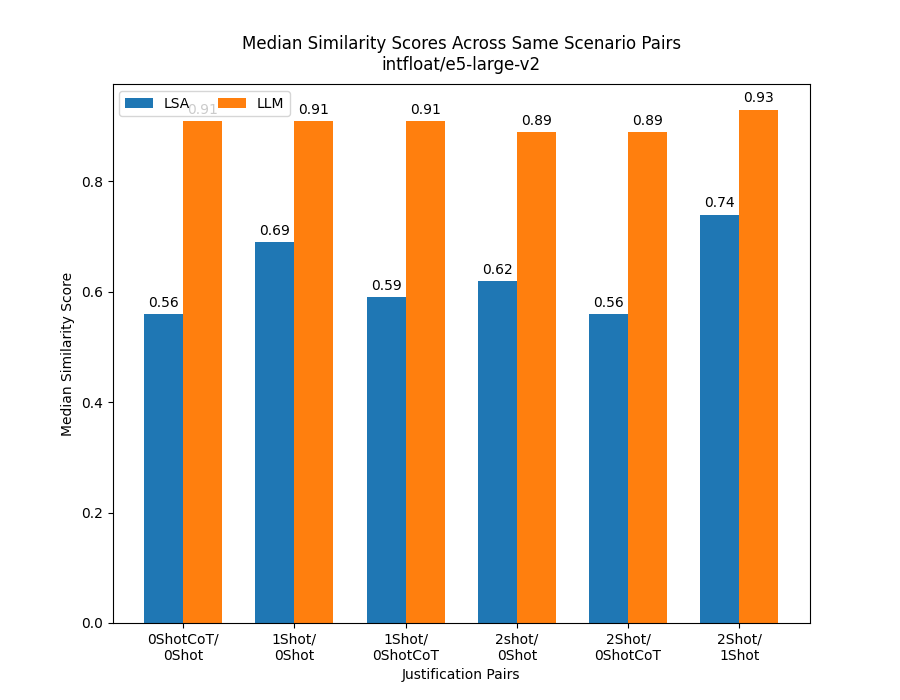 Median Similarity Scores Across Same Scenario Pairs
intfloat/e5-large-v2
LSA LLM
0.91 0.91 0.91 0.89 0.89 0.93
0.56 0.69 0.59 0.62 0.56 0.74
0.8
0.6
0.4
0.2
0.0
Median Similarity Score
0ShotCoT/ 1Shot/ 1Shot/ 2shot/ 2Shot/ 2Shot/
0Shot 0Shot 0ShotCoT 0Shot 0ShotCoT 1Shot
Justification Pairs